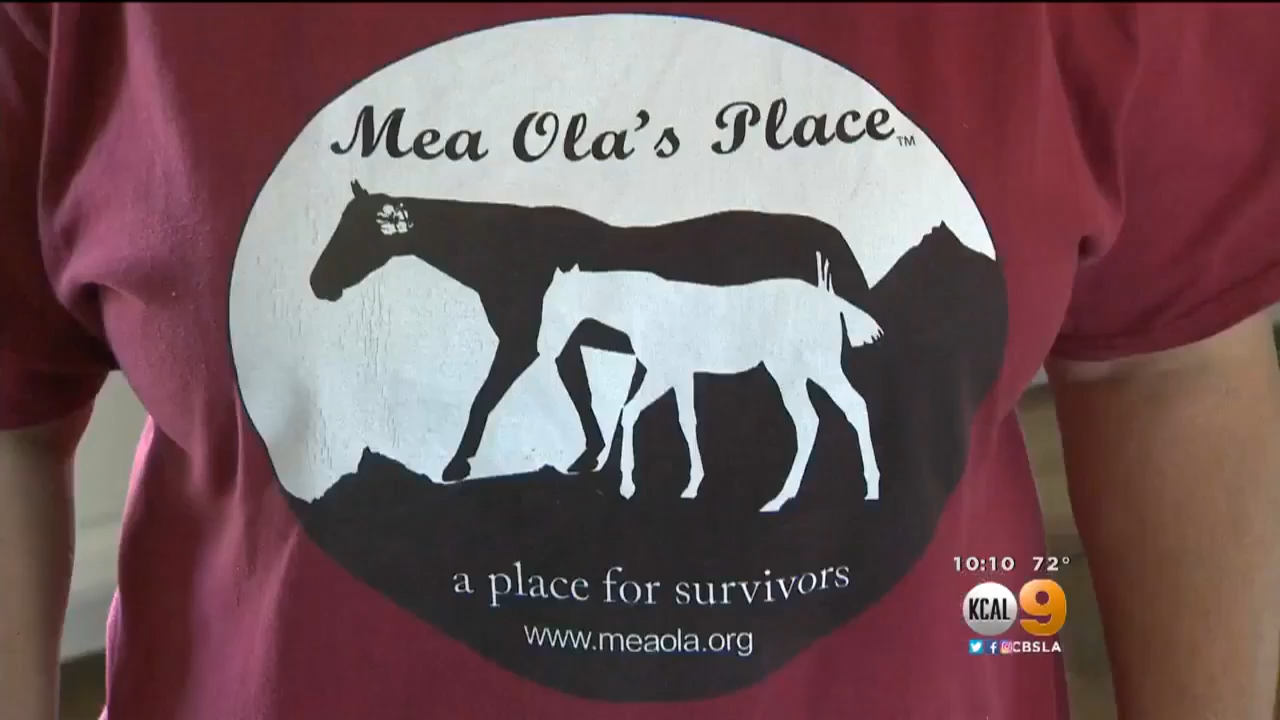 Mea Ola's Place™
a place for survivors
www.meaola.org
10:10 72°
KCAL 9
CBSLA